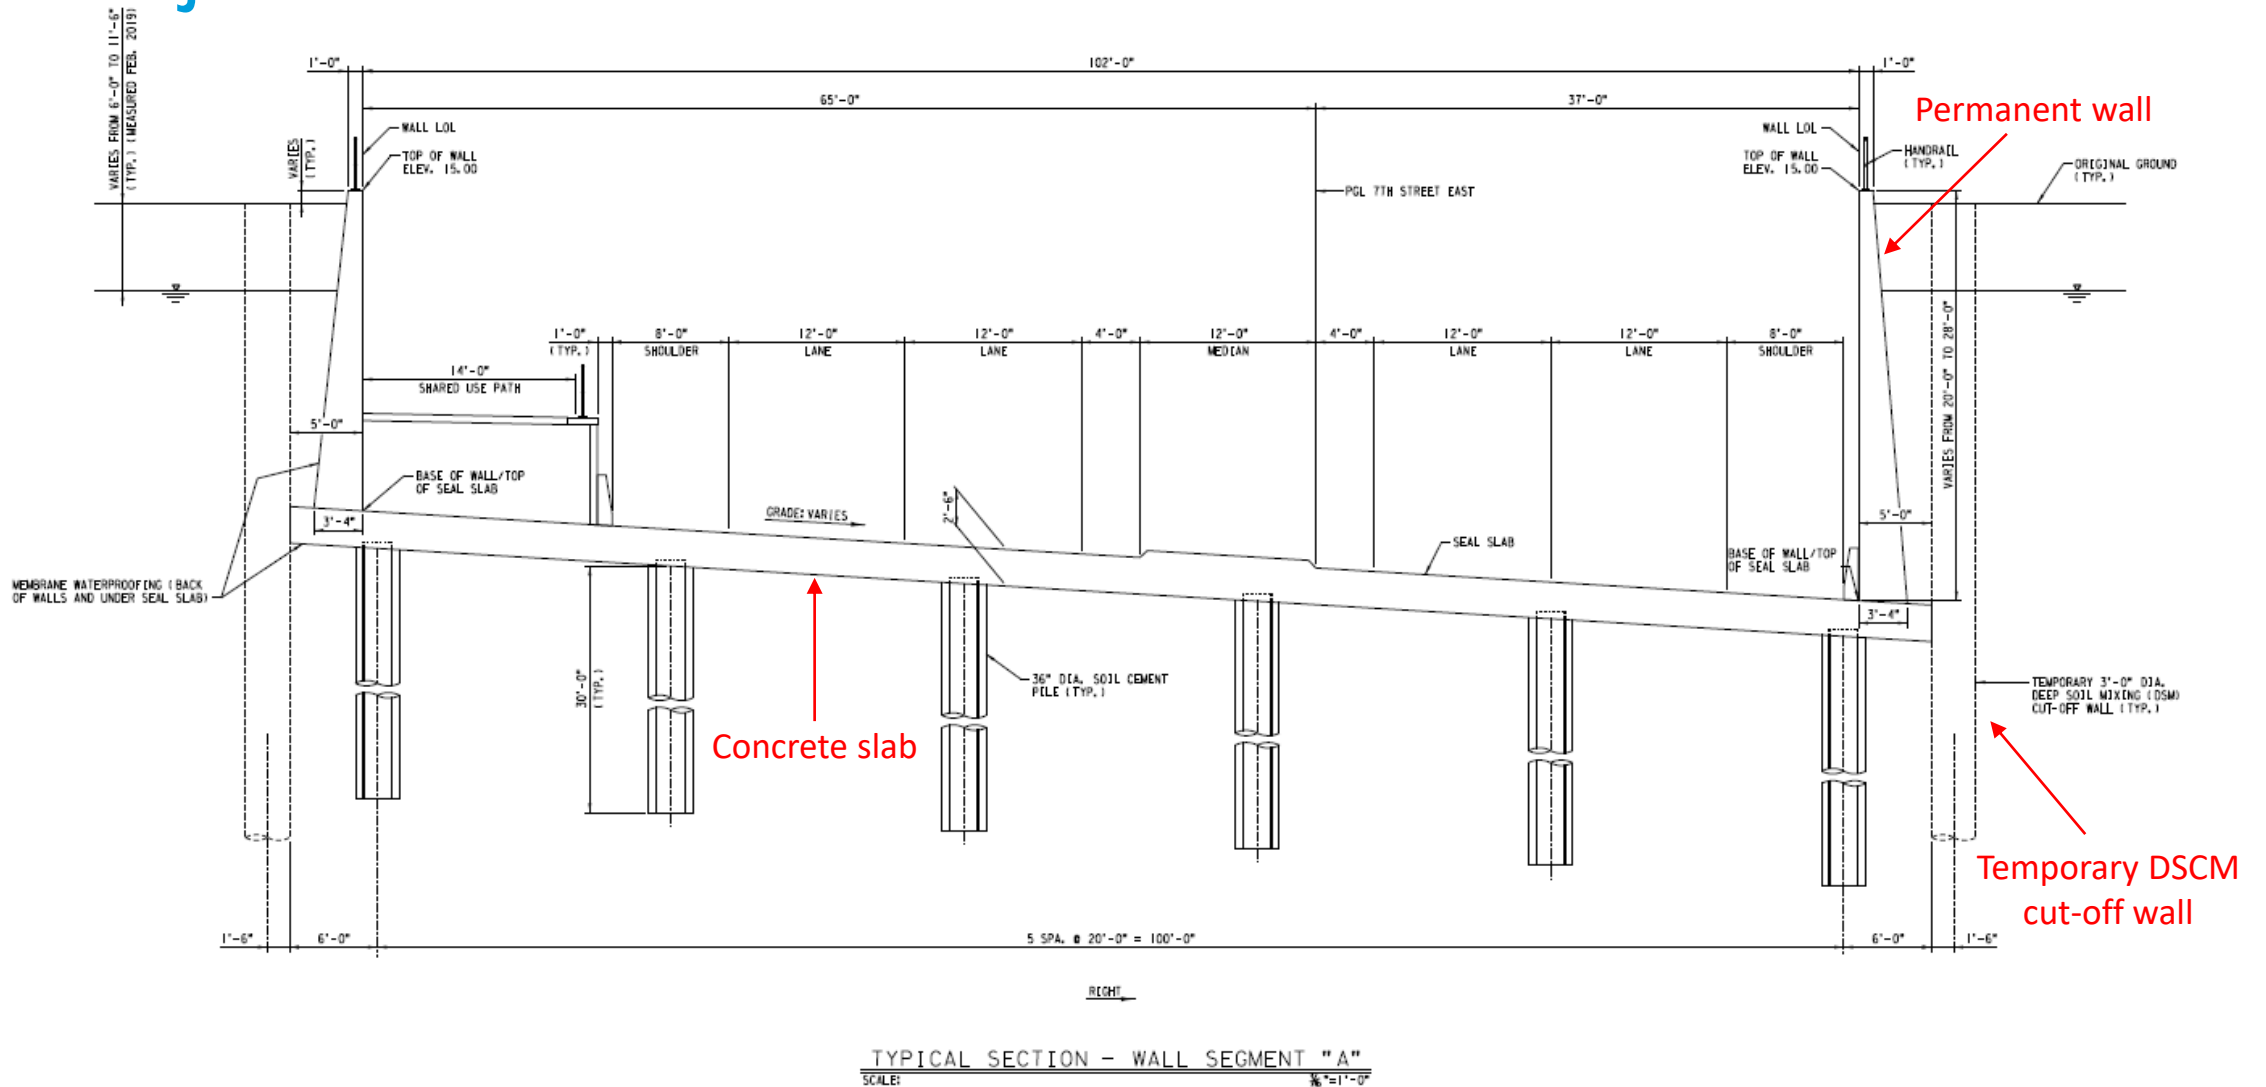 VARIES FROM 6'-0" TO 11'-6"
(TYP.) (MEASURED FEB. 2019)
1'-0"
102'-0"
1'-0"
65'-0"
37'-0"
Permanent wall
WALL LOL
TOP OF WALL
ELEV. 15.00
VARIES
(TYP.)
PGL 7TH STREET EAST
WALL LOL
TOP OF WALL
ELEV. 15.00
HANDRAIL
(TYP.)
ORIGINAL GROUND
(TYP.)
1'-0"
(TYP.)
8'-0"
SHOULDER
12'-0"
LANE
12'-0"
LANE
4'-0"
12'-0"
MEDIAN
4'-0"
12'-0"
LANE
12'-0"
LANE
8'-0"
SHOULDER
14'-0"
SHARED USE PATH
VARIES FROM 20'-0" TO 28'-0"
5'-0"
BASE OF WALL/TOP
OF SEAL SLAB
3'-4"
GRADE: VARIES
2'-6"
SEAL SLAB
5'-0"
BASE OF WALL/TOP
OF SEAL SLAB
3'-4"
MEMBRANE WATERPROOFING (BACK
OF WALLS AND UNDER SEAL SLAB)
30'-0"
(TYP.)
36" DIA. SOIL CEMENT
PILE (TYP.)
TEMPORARY 3'-0" DIA.
DEEP SOIL MIXING (DSM)
CUT-OFF WALL (TYP.)
Concrete slab
Temporary DSCM
cut-off wall
1'-6"
6'-0"
5 SPA. @ 20'-0" = 100'-0"
6'-0"
1'-6"
RIGHT
TYPICAL SECTION - WALL SEGMENT "A"
SCALE:
"=1'-0"